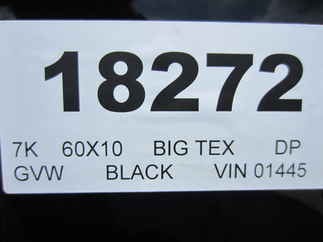 18272
7K 60X10 BIG TEX DP
GVW BLACK VIN 01445